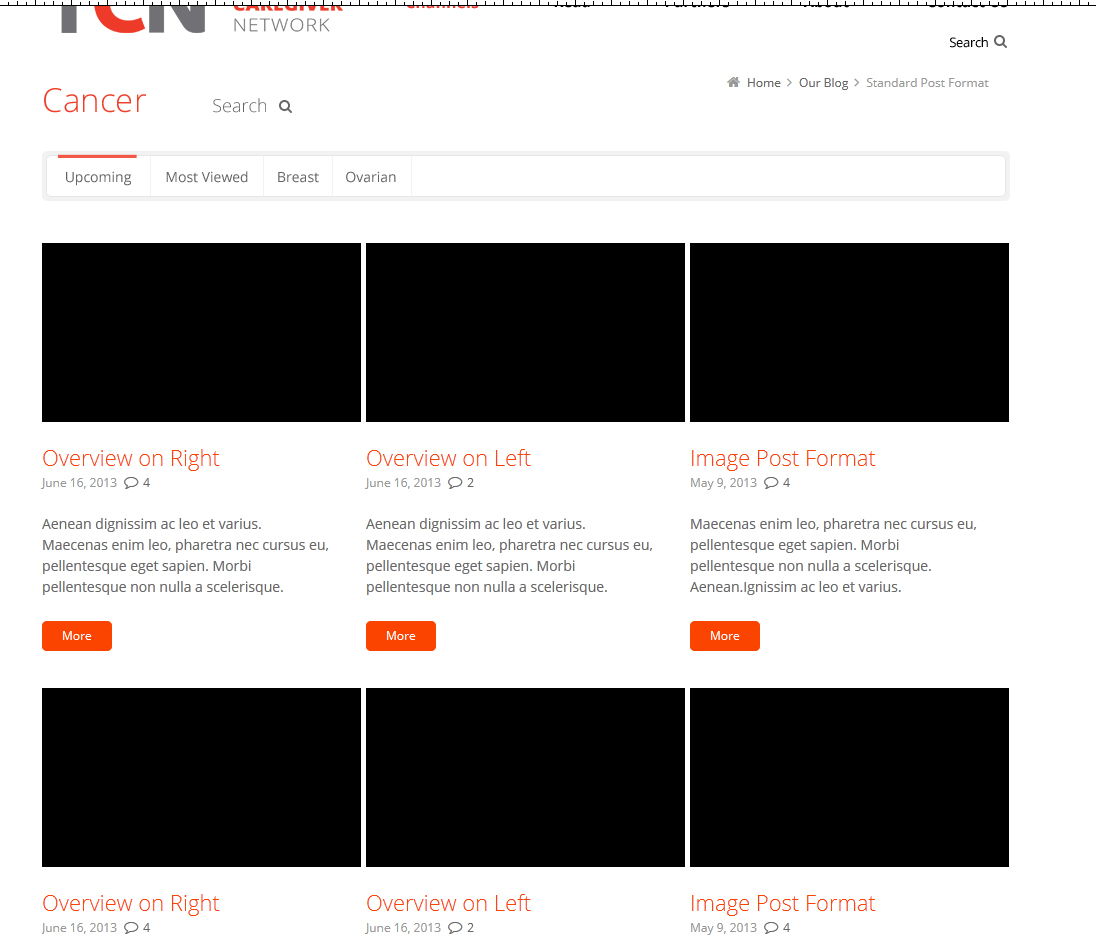 TCN CAREGIVER
NETWORK
Channels
Search
Home > Our Blog > Standard Post Format
Cancer
Search
Upcoming Most Viewed Breast Ovarian
Overview on Right Overview on Left Image Post Format
June 16, 2013 4 June 16, 2013 2 May 9, 2013 4
Aenean dignissim ac leo et varius.
Maecenas enim leo, pharetra nec cursus eu,
pellentesque eget sapien. Morbi
pellentesque non nulla a scelerisque.
Aenean dignissim ac leo et varius.
Maecenas enim leo, pharetra nec cursus eu,
pellentesque eget sapien. Morbi
pellentesque non nulla a scelerisque.
Maecenas enim leo, pharetra nec cursus eu,
pellentesque eget sapien. Morbi
pellentesque non nulla a scelerisque.
Aenean.Ignissim ac leo et varius.
More More More
Overview on Right Overview on Left Image Post Format
June 16, 2013 4 June 16, 2013 2 May 9, 2013 4